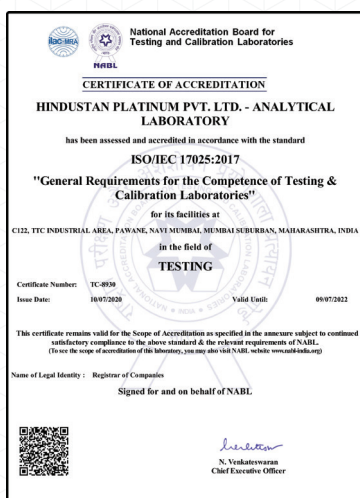 ilac-MRA
NABL
National Accreditation Board for
Testing and Calibration Laboratories
CERTIFICATE OF ACCREDITATION
HINDUSTAN PLATINUM PVT. LTD. - ANALYTICAL
LABORATORY
has been assessed and accredited in accordance with the standard
ISO/IEC 17025:2017
"General Requirements for the Competence of Testing &
Calibration Laboratories"
for its facilities at
C122, TTC INDUSTRIAL AREA, PAWANE, NAVI MUMBAI, MUMBAI SUBURBAN, MAHARASHTRA, INDIA
in the field of
TESTING
Certificate Number: TC-8930
Issue Date: 10/07/2020 Valid Until: 09/07/2022
This certificate remains valid for the Scope of Accreditation as specified in the annexure subject to continued
satisfactory compliance to the above standard & the relevant requirements of NABL.
(To see the scope of accreditation of this laboratory, you may also visit NABL website www.nabl-india.org)
Name of Legal Identity : Registrar of Companies
Signed for and on behalf of NABL
N. Venkateswaran
Chief Executive Officer